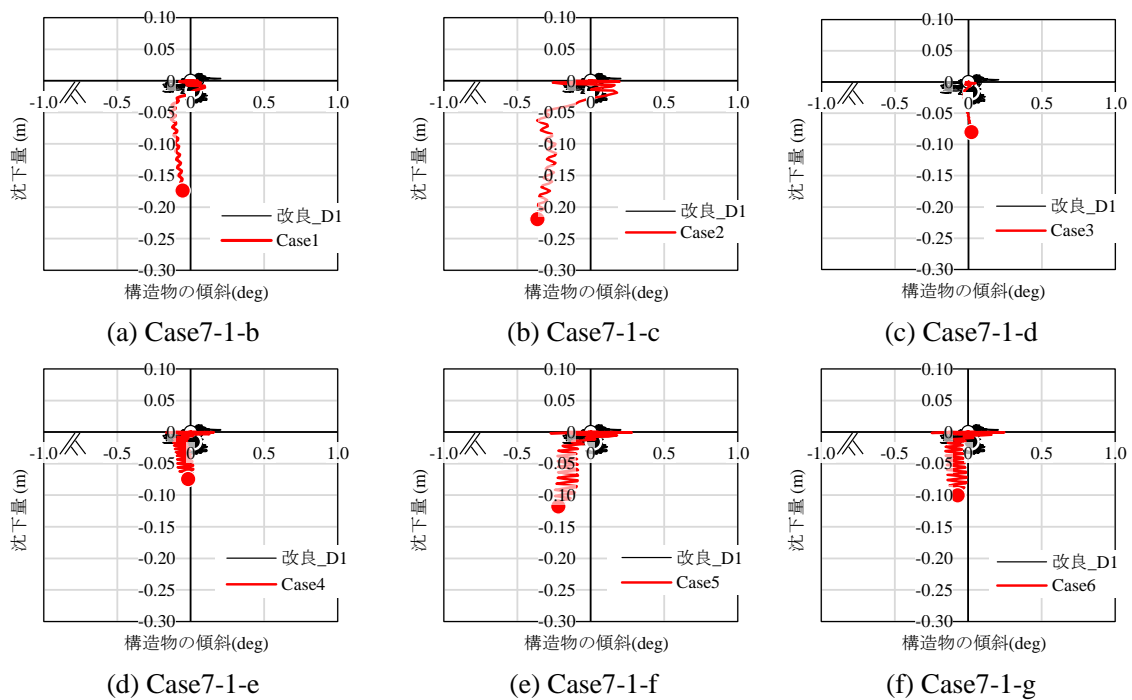 0.10 0.10 0.10
0.05 0.05 0.05
0 0 0
-1.0 -0.5 0 0.5 1.0 -1.0 -0.5 0 0.5 1.0 -1.0 -0.5 0 0.5 1.0
-0.05 -0.05 -0.05
-0.10 -0.10 -0.10
-0.15 -0.15 -0.15
-0.20 改良_D1 -0.20 改良_D1 -0.20 改良_D1
-0.25 Case1 -0.25 Case2 -0.25 Case3
-0.30 -0.30 -0.30
沈下量 (m) 沈下量 (m) 沈下量 (m)
構造物の傾斜(deg) 構造物の傾斜(deg) 構造物の傾斜(deg)
(a) Case7-1-b (b) Case7-1-c (c) Case7-1-d
0.10 0.10 0.10
0.05 0.05 0.05
0 0 0
-1.0 -0.5 0 0.5 1.0 -1.0 -0.5 0 0.5 1.0 -1.0 -0.5 0 0.5 1.0
-0.05 -0.05 -0.05
-0.10 -0.10 -0.10
-0.15 -0.15 -0.15
-0.20 改良_D1 -0.20 改良_D1 -0.20 改良_D1
-0.25 Case4 -0.25 Case5 -0.25 Case6
-0.30 -0.30 -0.30
沈下量 (m) 沈下量 (m) 沈下量 (m)
構造物の傾斜(deg) 構造物の傾斜(deg) 構造物の傾斜(deg)
(d) Case7-1-e (e) Case7-1-f (f) Case7-1-g